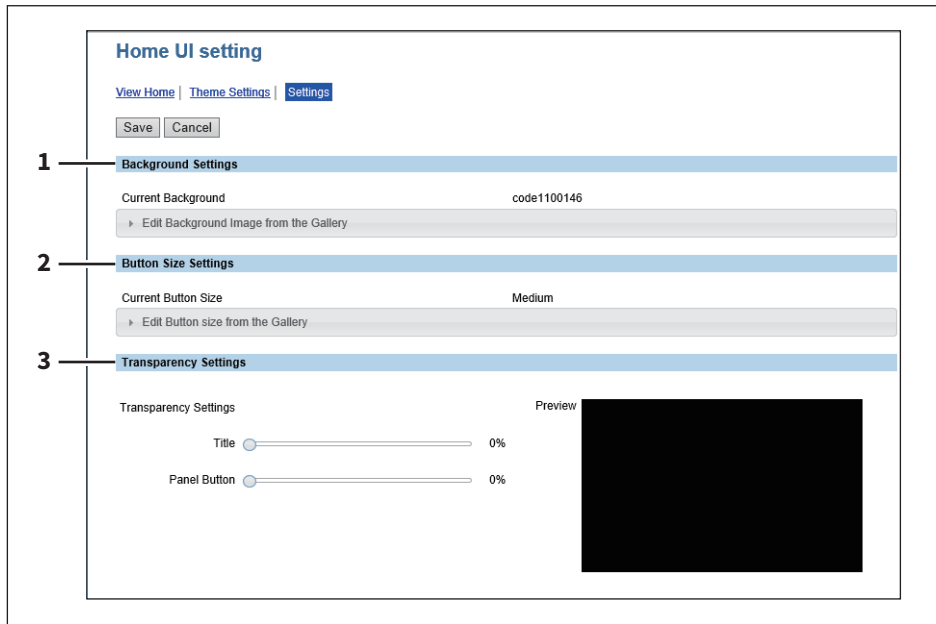 Home UI setting
View Home | Theme Settings | Settings
Save Cancel
1 Background Settings
Current Background code1100146
Edit Background Image from the Gallery
2 Button Size Settings
Current Button Size Medium
Edit Button size from the Gallery
3 Transparency Settings
Transparency Settings Preview
Title 0%
Panel Button 0%